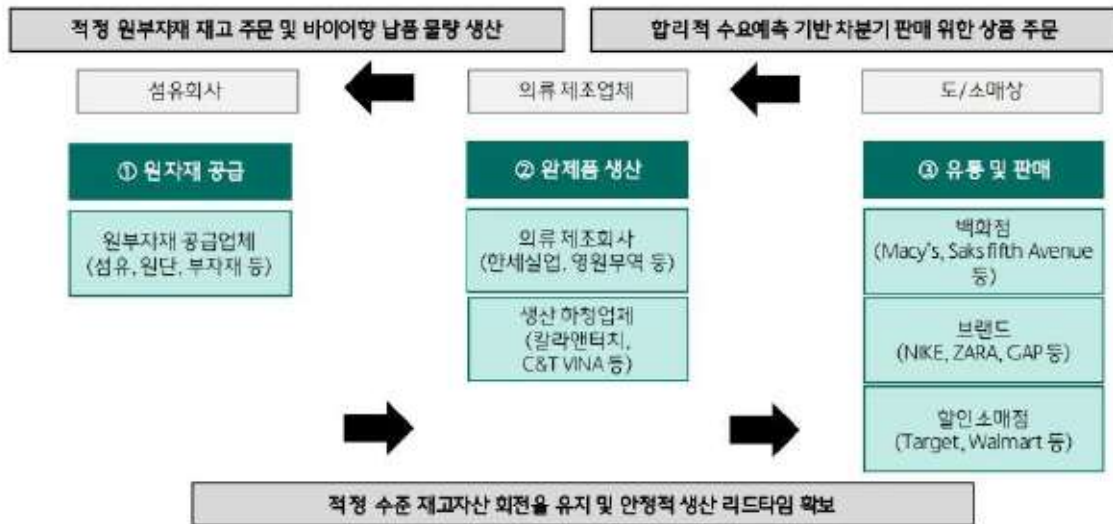 적정 원부자재 재고 주문 및 바이어향 납품 물량 생산
합리적 수요예측 기반 차분기 판매 위한 상품 주문
섬유회사
의류 제조업체
도/소매상
① 원자재 공급
② 완제품 생산
③ 유통 및 판매
원부자재 공급업체
(섬유, 원단, 부자재 등)
의류 제조회사
(한세실업, 영원무역 등)
생산 하청업체
(칼라앤터치,
C&T VINA 등)
백화점
(Macy's, Saks fifth Avenue
등)
브랜드
(NIKE, ZARA, GAP 등)
할인 소매점
(Target, Walmart 등)
적정 수준 재고자산 회전율 유지 및 안정적 생산 리드타임 확보